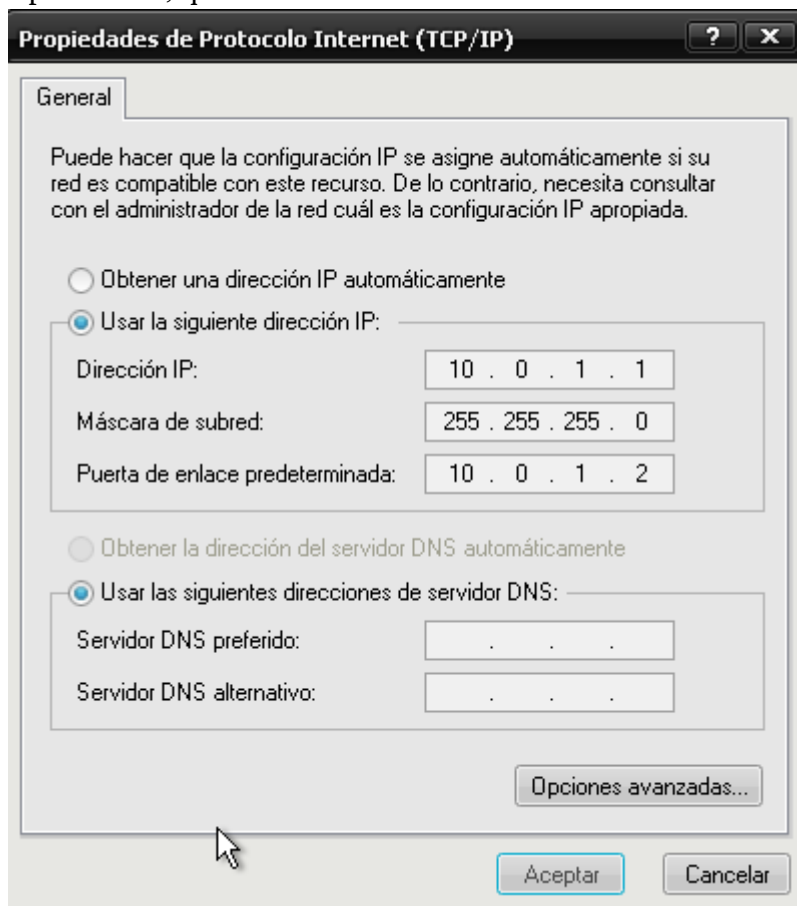 Propiedades de Protocolo Internet (TCP/IP)
General
Puede hacer que la configuración IP se asigne automáticamente si su
red es compatible con este recurso. De lo contrario, necesita consultar
con el administrador de la red cuál es la configuración IP apropiada.
Obtener una dirección IP automáticamente
Usar la siguiente dirección IP:
Dirección IP: 10 . 0 . 1 . 1
Máscara de subred: 255 . 255 . 255 . 0
Puerta de enlace predeterminada: 10 . 0 . 1 . 2
Obtener la dirección del servidor DNS automáticamente
Usar las siguientes direcciones de servidor DNS:
Servidor DNS preferido: . . .
Servidor DNS alternativo: . . .
Opciones avanzadas...
Aceptar Cancelar